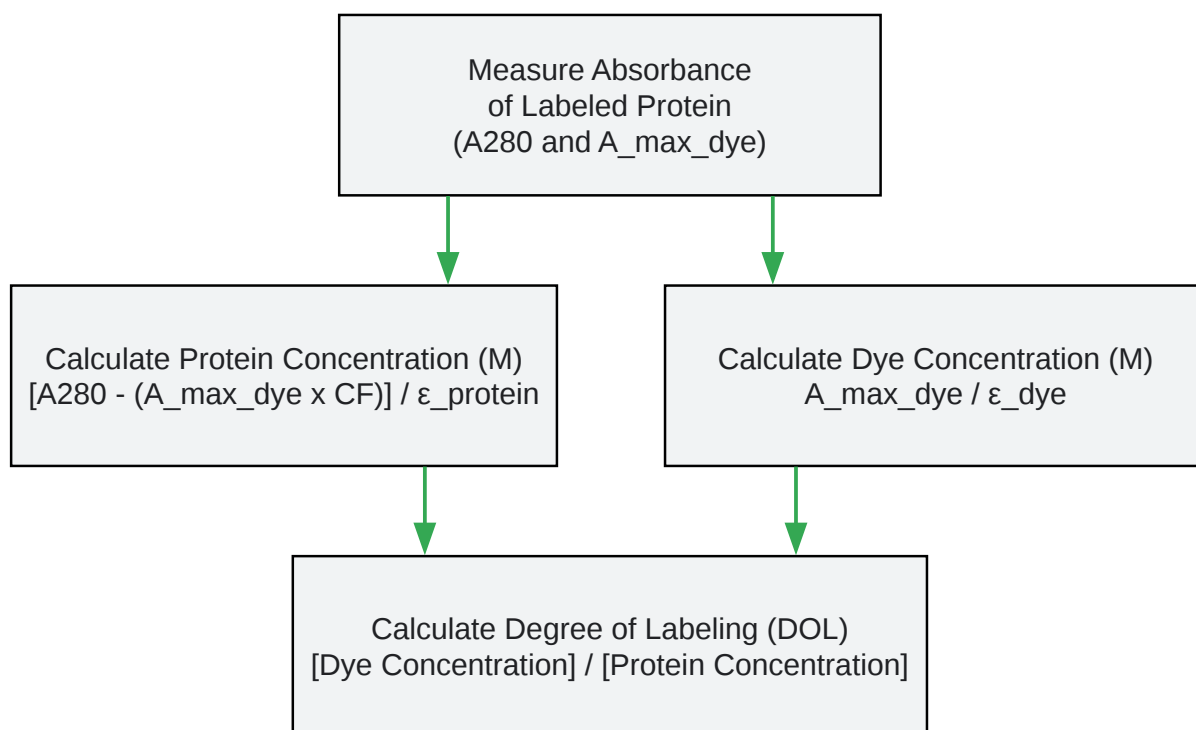 Measure Absorbance
of Labeled Protein
(A280 and A_max_dye)
Calculate Protein Concentration (M)
[A280 - (A_max_dye x CF)] / ε_protein
Calculate Dye Concentration (M)
A_max_dye / ε_dye
Calculate Degree of Labeling (DOL)
[Dye Concentration] / [Protein Concentration]